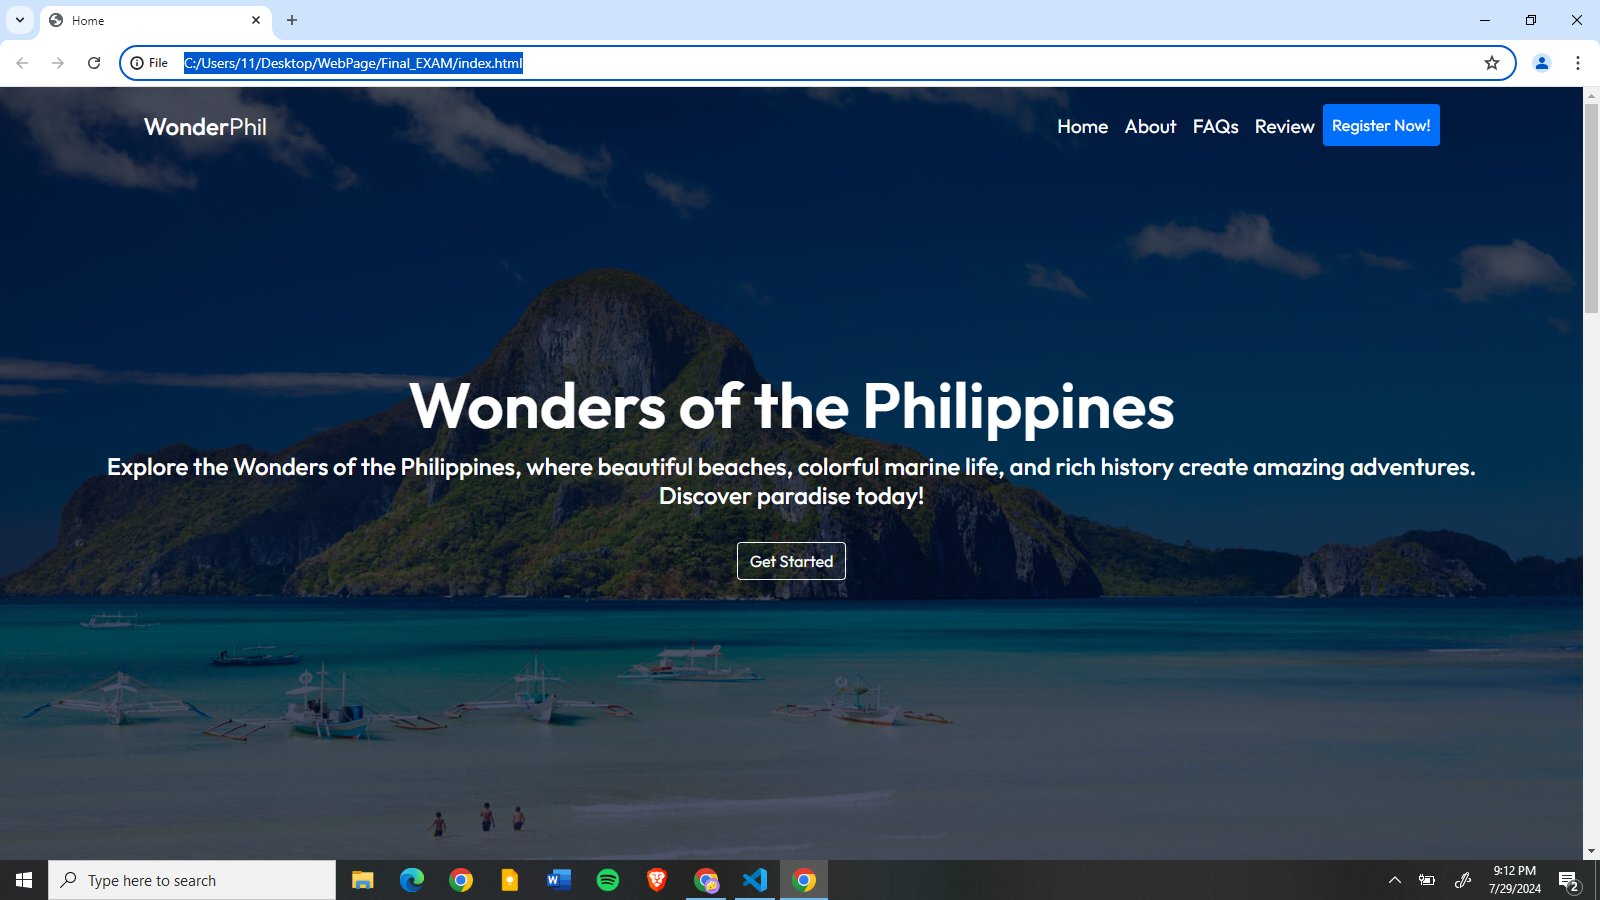 Home
File
C:/Users/11/Desktop/WebPage/Final_EXAM/index.html
WonderPhil
Home About FAQs Review Register Now!
Wonders of the Philippines
Explore the Wonders of the Philippines, where beautiful beaches, colorful marine life, and rich history create amazing adventures.
Discover paradise today!
Get Started
Type here to search
9:12 PM
7/29/2024
2